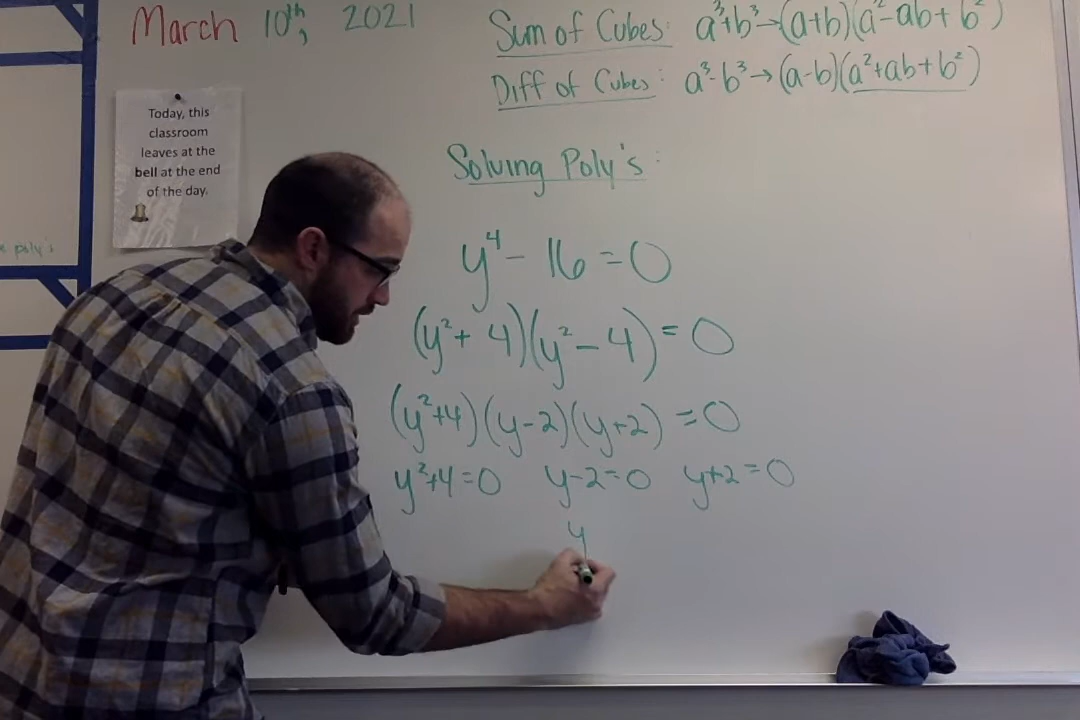 March 10th, 2021
Sum of Cubes: a³+b³→(a+b)(a²-ab+b²)
Diff of Cubes: a³-b³→(a-b)(a²+ab+b²)
Today, this
classroom
leaves at the
bell at the end
of the day.
Solving Poly's:
y⁴-16=0
poly's
(y²+4)(y²-4)=0
(y²+4)(y-2)(y+2)=0
y²+4=0 y-2=0 y+2=0
y